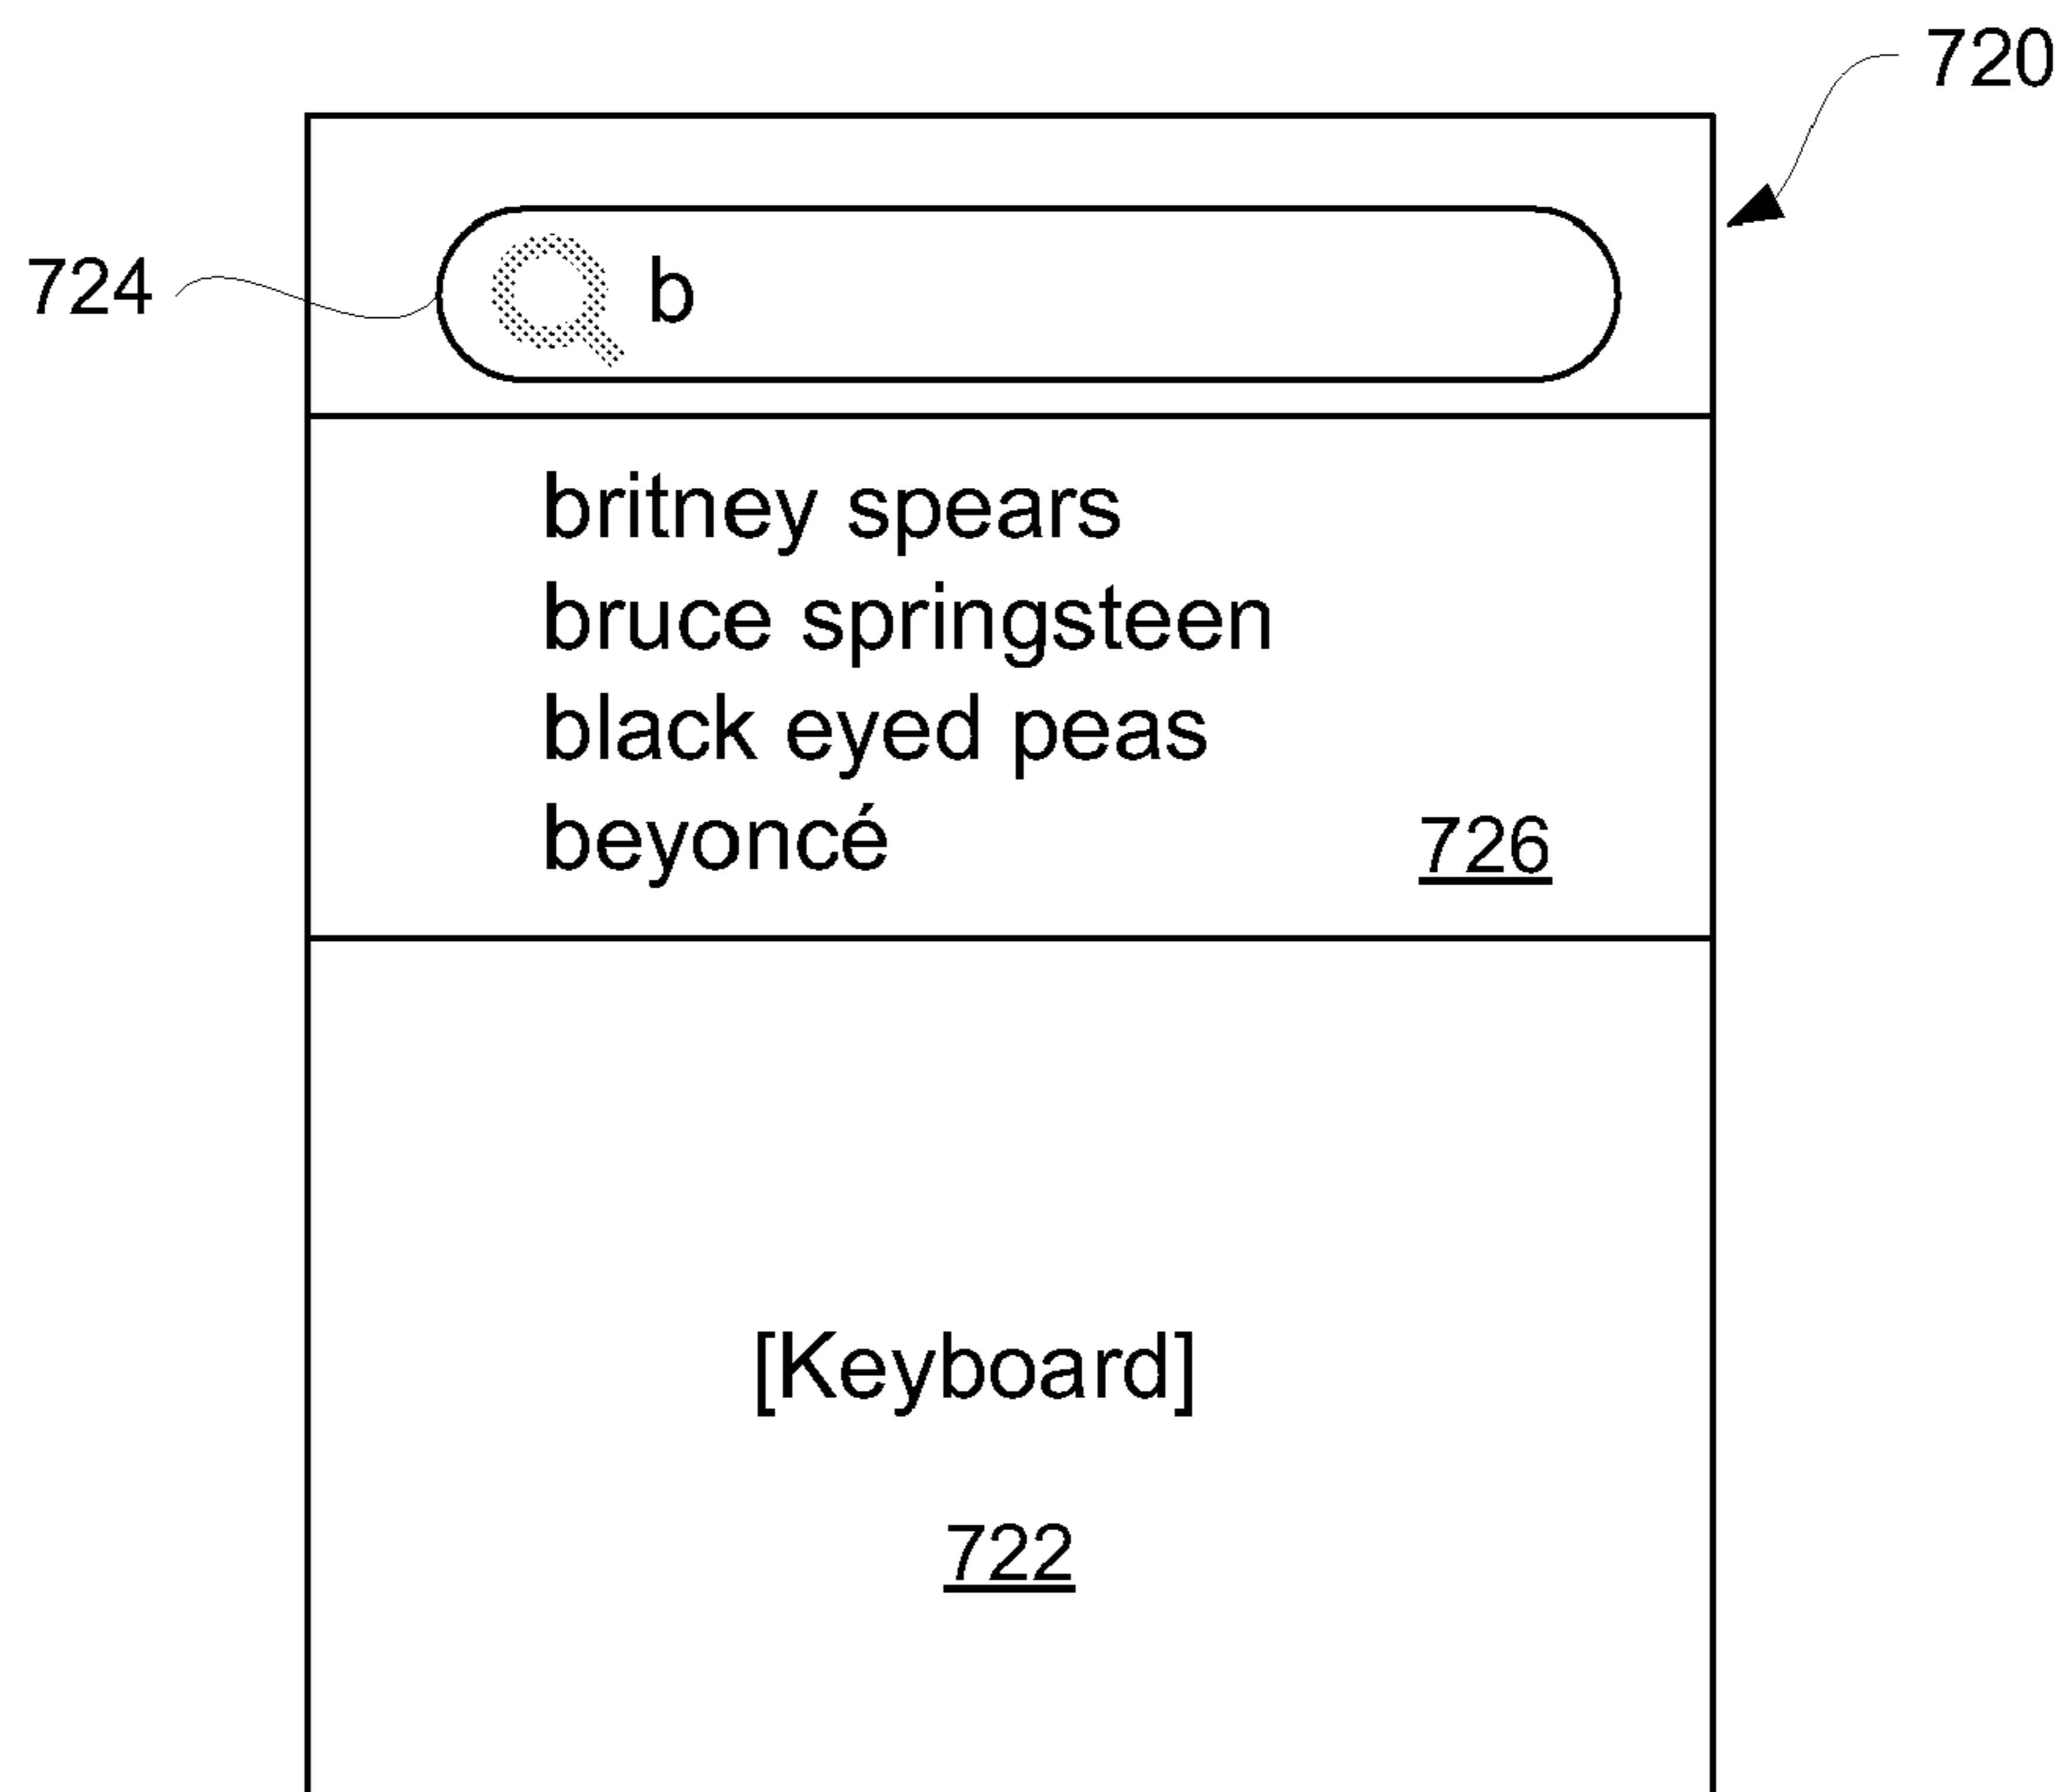 720
724
b
britney spears
bruce springsteen
black eyed peas
beyoncé
726
[Keyboard]
722